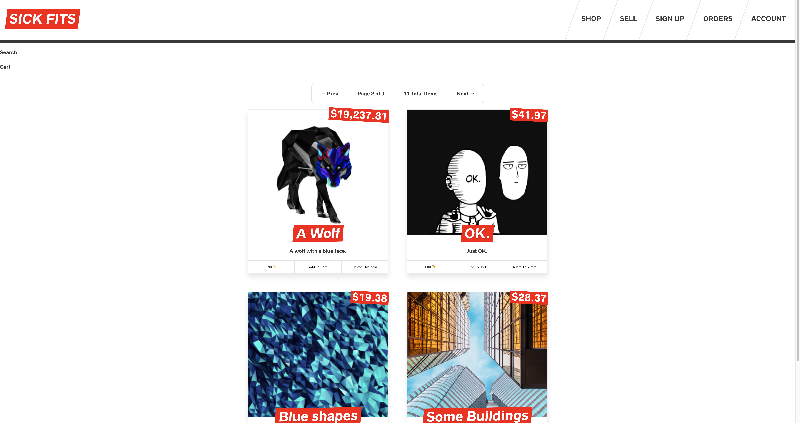 SICK FITS
SHOP
SELL
SIGN UP
ORDERS
ACCOUNT
Search
Cart
Prev
Page 2 of 3
11 Total Items
Next
$19,237.81
$41.97
OK.
A Wolf
OK.
A wolf with a blue face.
Just OK.
$19.38
$28.37
Blue shapes
Some Buildings